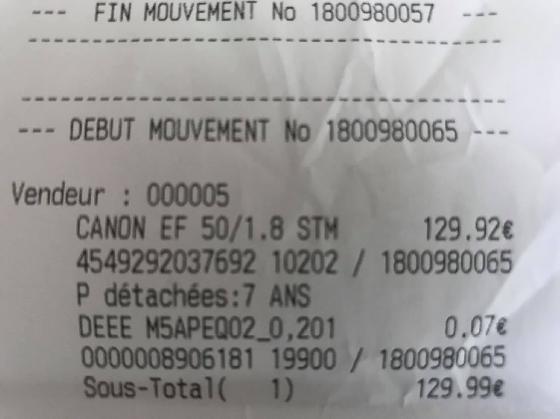 --- FIN MOUVEMENT No 1800980057 ---
-----------------------------------------
-----------------------------------------
--- DEBUT MOUVEMENT No 1800980065 ---
Vendeur : 000005
CANON EF 50/1.8 STM 129.92€
4549292037692 10202 / 1800980065
P détachées:7 ANS
DEEE M5APEQ02_0,201 0.07€
0000008906181 19900 / 1800980065
Sous-Total( 1) 129.99€